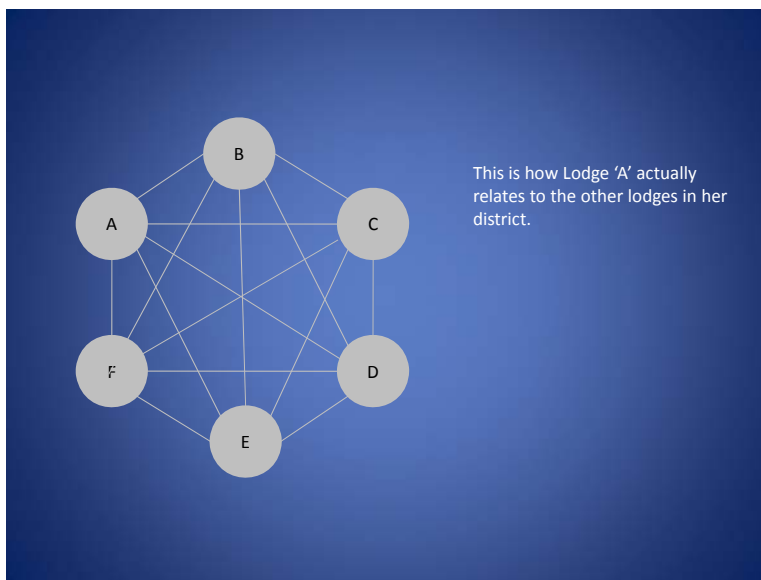 B
This is how Lodge ‘A’ actually
relates to the other lodges in her
district.
A
C
F
D
E